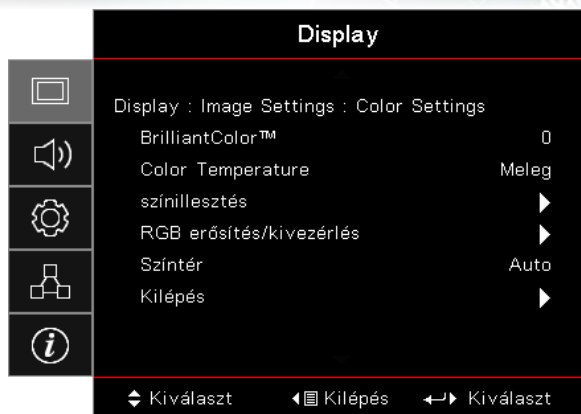 Display
Display : Image Settings : Color Settings
BrilliantColor™ 0
Color Temperature Meleg
színillesztés
RGB erősítés/kivezérlés
Színtér Auto
Kilépés
Kiválaszt Kilépés Kiválaszt